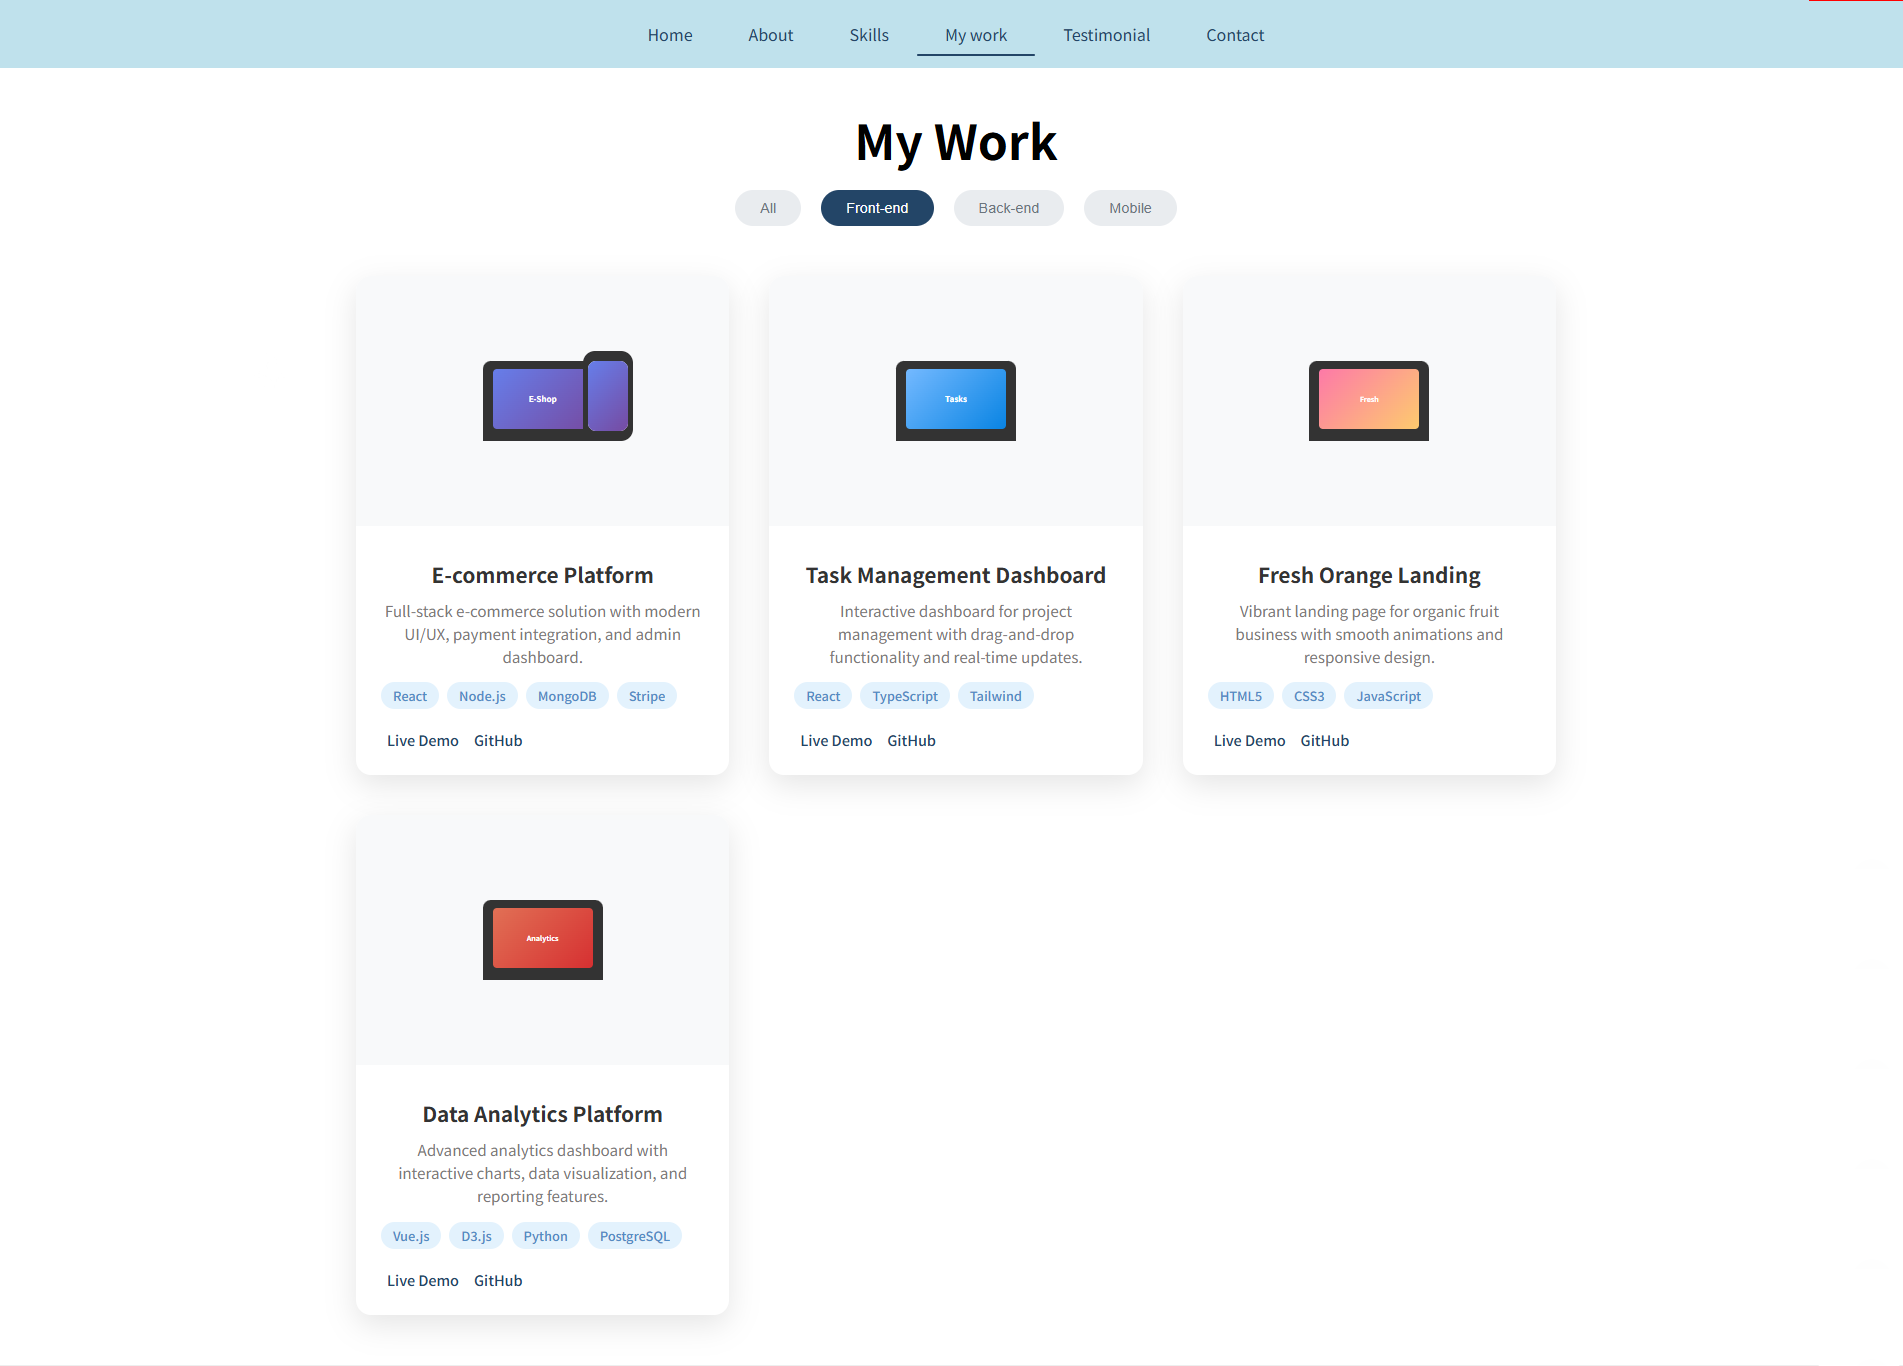 Home About Skills My work Testimonial Contact
My Work
All Front-end Back-end Mobile
E-Shop
E-commerce Platform
Full-stack e-commerce solution with modern
UI/UX, payment integration, and admin
dashboard.
React Node.js MongoDB Stripe
Live Demo GitHub
Tasks
Task Management Dashboard
Interactive dashboard for project
management with drag-and-drop
functionality and real-time updates.
React TypeScript Tailwind
Live Demo GitHub
Fresh
Fresh Orange Landing
Vibrant landing page for organic fruit
business with smooth animations and
responsive design.
HTML5 CSS3 JavaScript
Live Demo GitHub
Analytics
Data Analytics Platform
Advanced analytics dashboard with
interactive charts, data visualization, and
reporting features.
Vue.js D3.js Python PostgreSQL
Live Demo GitHub